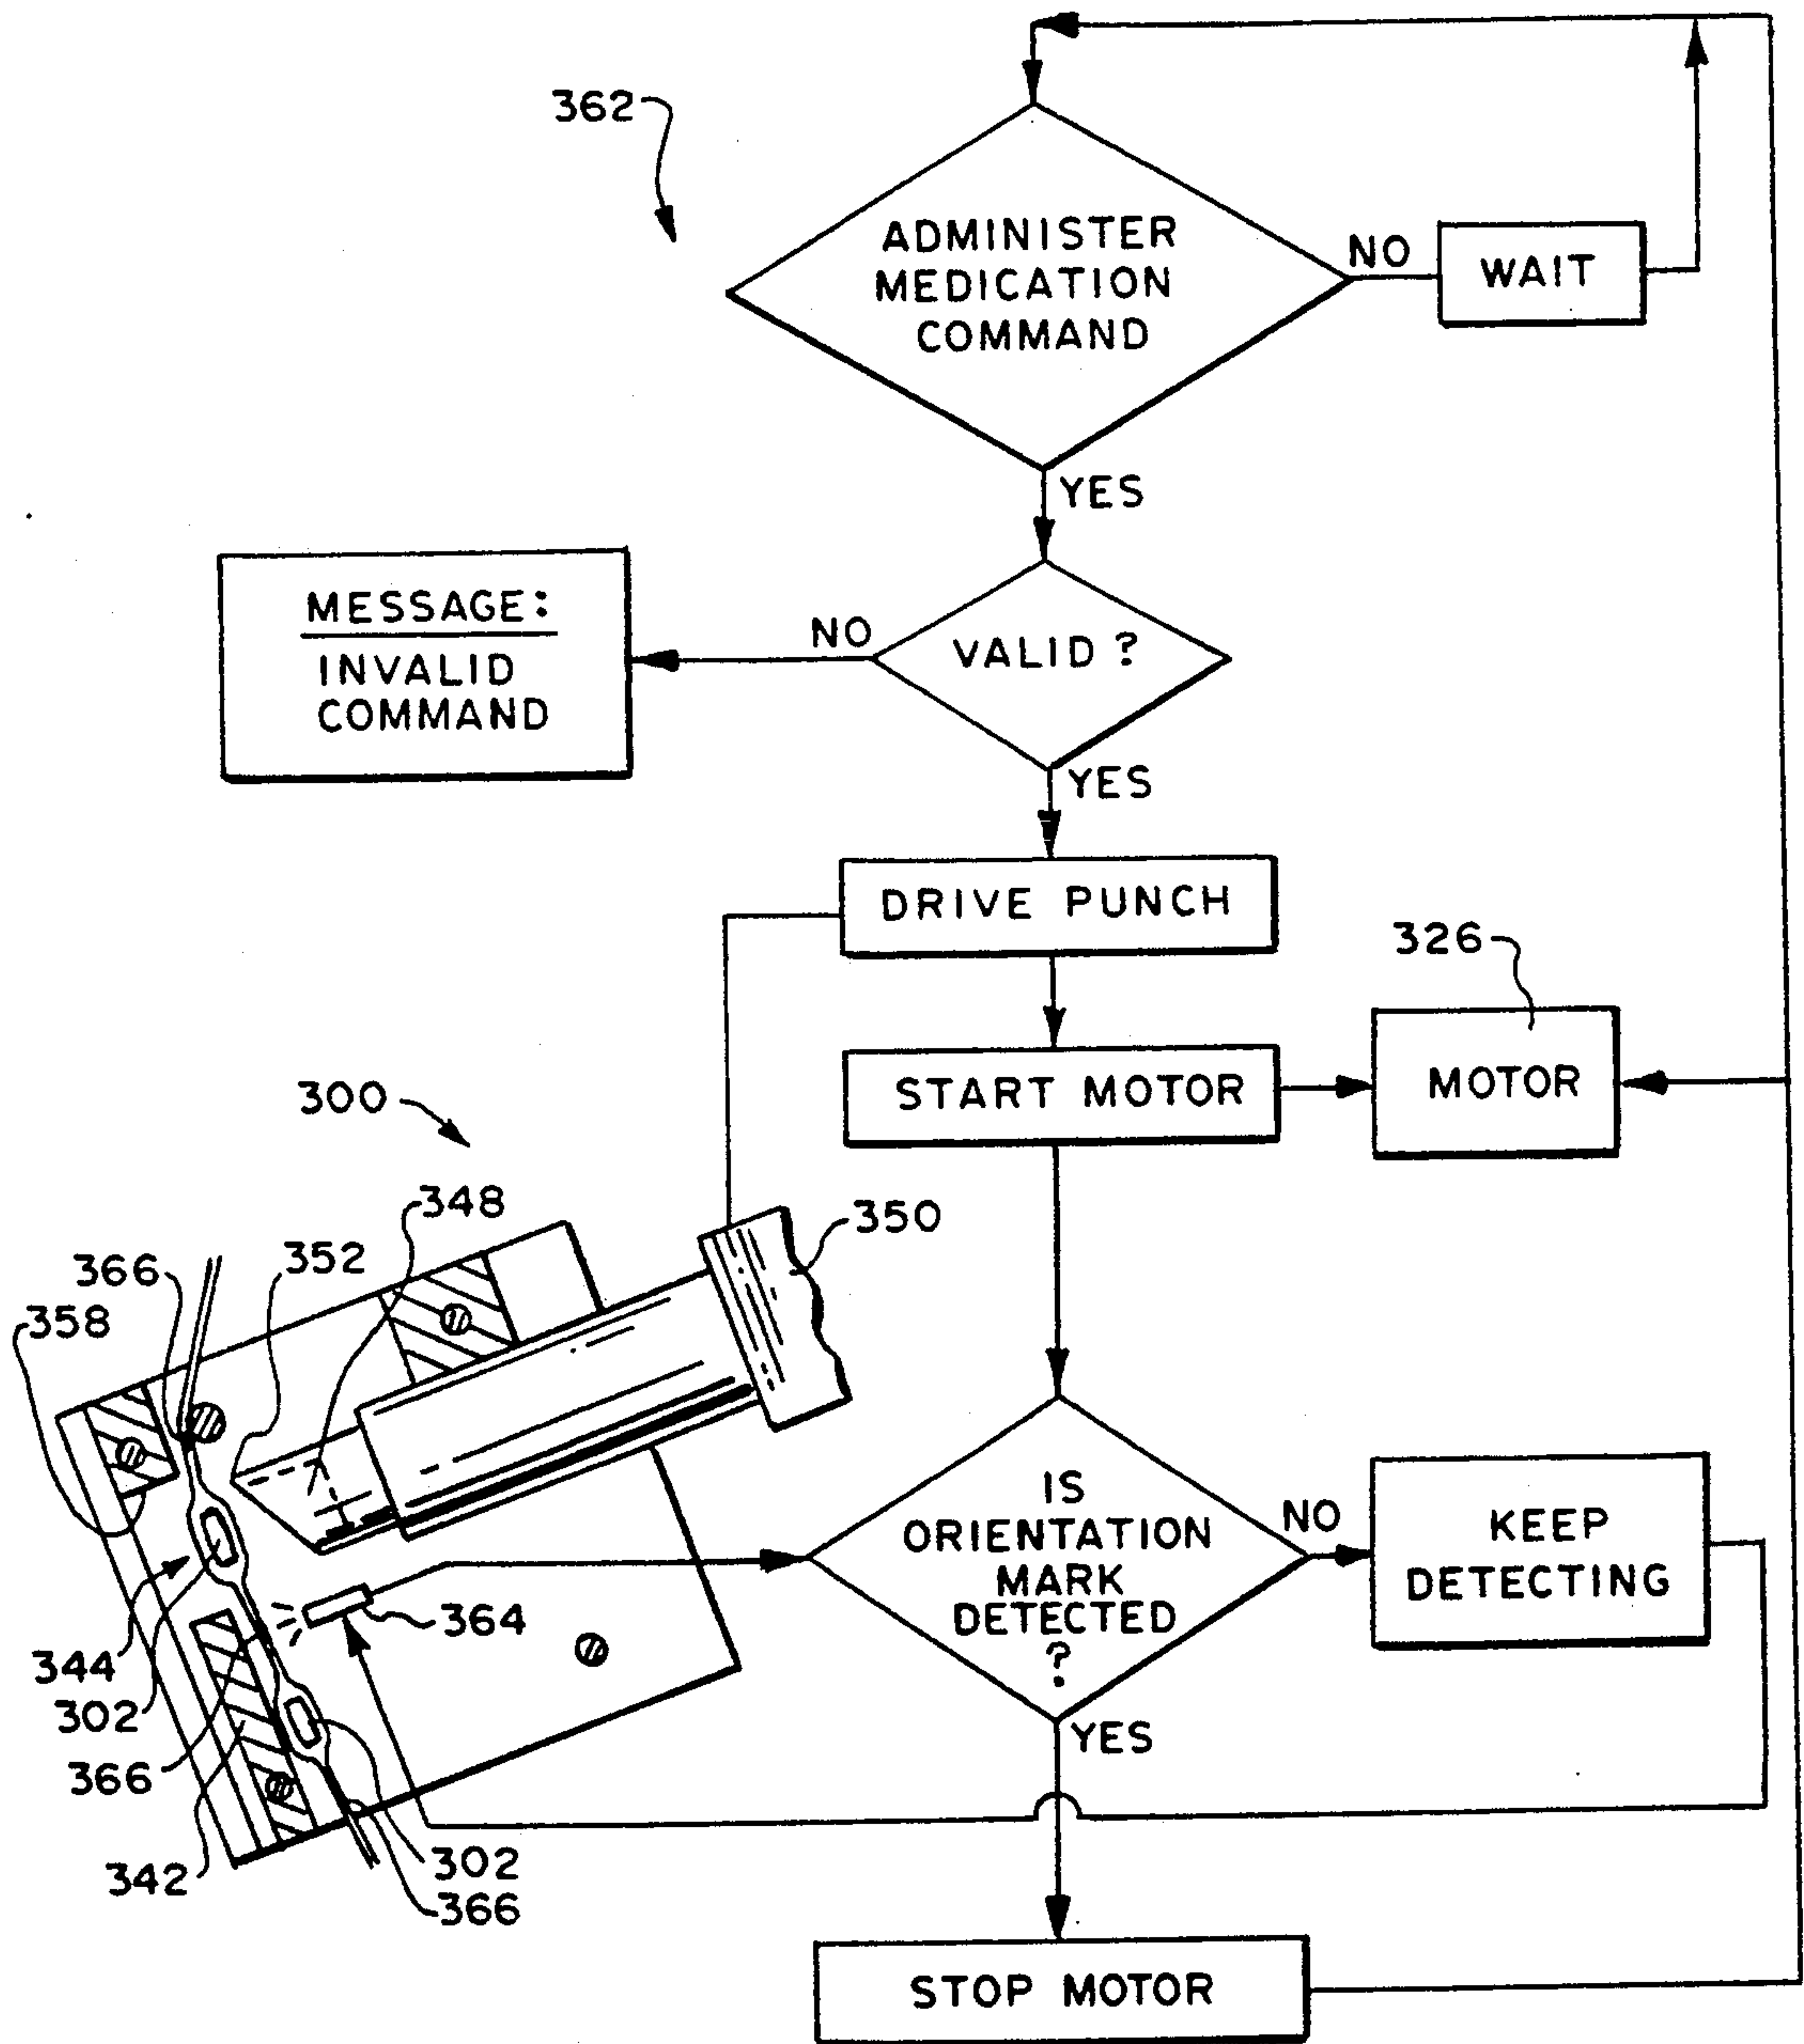 362
ADMINISTER
MEDICATION
COMMAND
NO
WAIT
YES
MESSAGE:
INVALID
COMMAND
NO
VALID ?
YES
DRIVE PUNCH
326
START MOTOR
MOTOR
300
348
350
352
366
358
IS
ORIENTATION
MARK
DETECTED
?
NO
KEEP
DETECTING
364
344
302
366
YES
342
302
366
STOP MOTOR